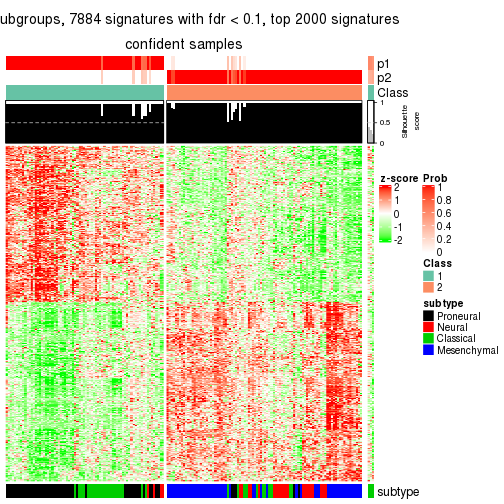 ubgroups, 7884 signatures with fdr < 0.1, top 2000 signatures
confident samples
p1
p2
Class
1
0.5
0
Silhouette
score
z-score
2
1
0
-1
-2
Prob
1
0.8
0.6
0.4
0.2
0
Class
1
2
subtype
Proneural
Neural
Classical
Mesenchymal
subtype